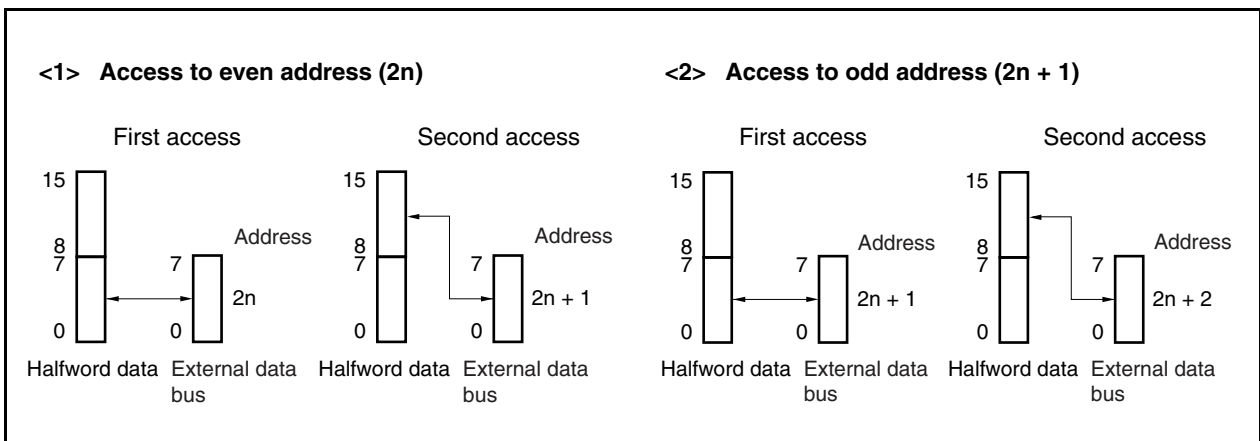 <1> Access to even address (2n)
First access
15
8
7
0
Halfword data
7
0
Address
2n
External data
bus
Second access
15
8
7
0
Halfword data
7
0
Address
2n + 1
External data
bus
<2> Access to odd address (2n + 1)
First access
15
8
7
0
Halfword data
7
0
Address
2n + 1
External data
bus
Second access
15
8
7
0
Halfword data
7
0
Address
2n + 2
External data
bus